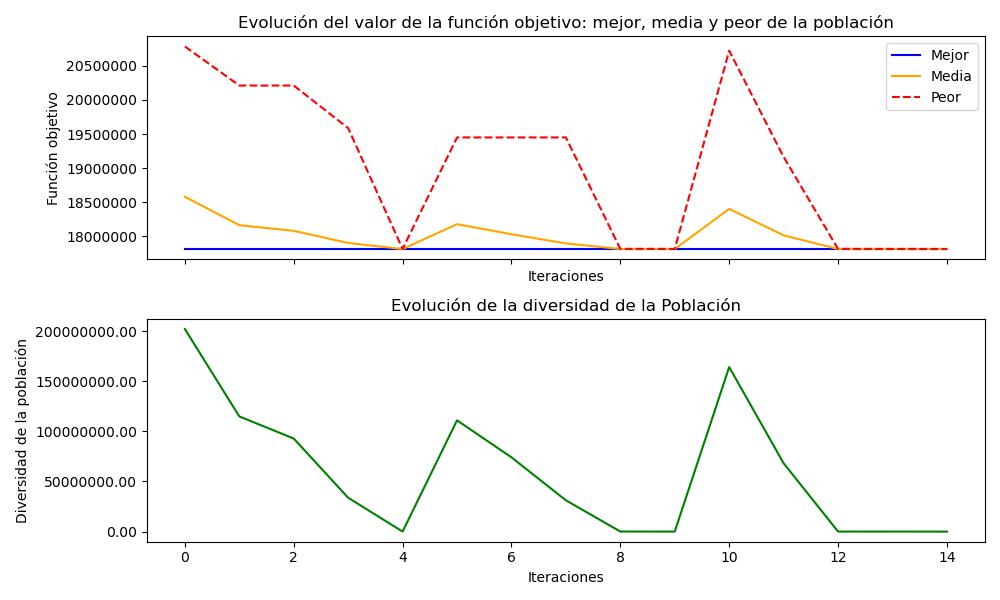 Evolución del valor de la función objetivo: mejor, media y peor de la población
Función objetivo
20500000
20000000
19500000
19000000
18500000
18000000
Mejor
Media
Peor
Iteraciones
Evolución de la diversidad de la Población
Diversidad de la población
200000000.00
150000000.00
100000000.00
50000000.00
0.00
0 2 4 6 8 10 12 14
Iteraciones